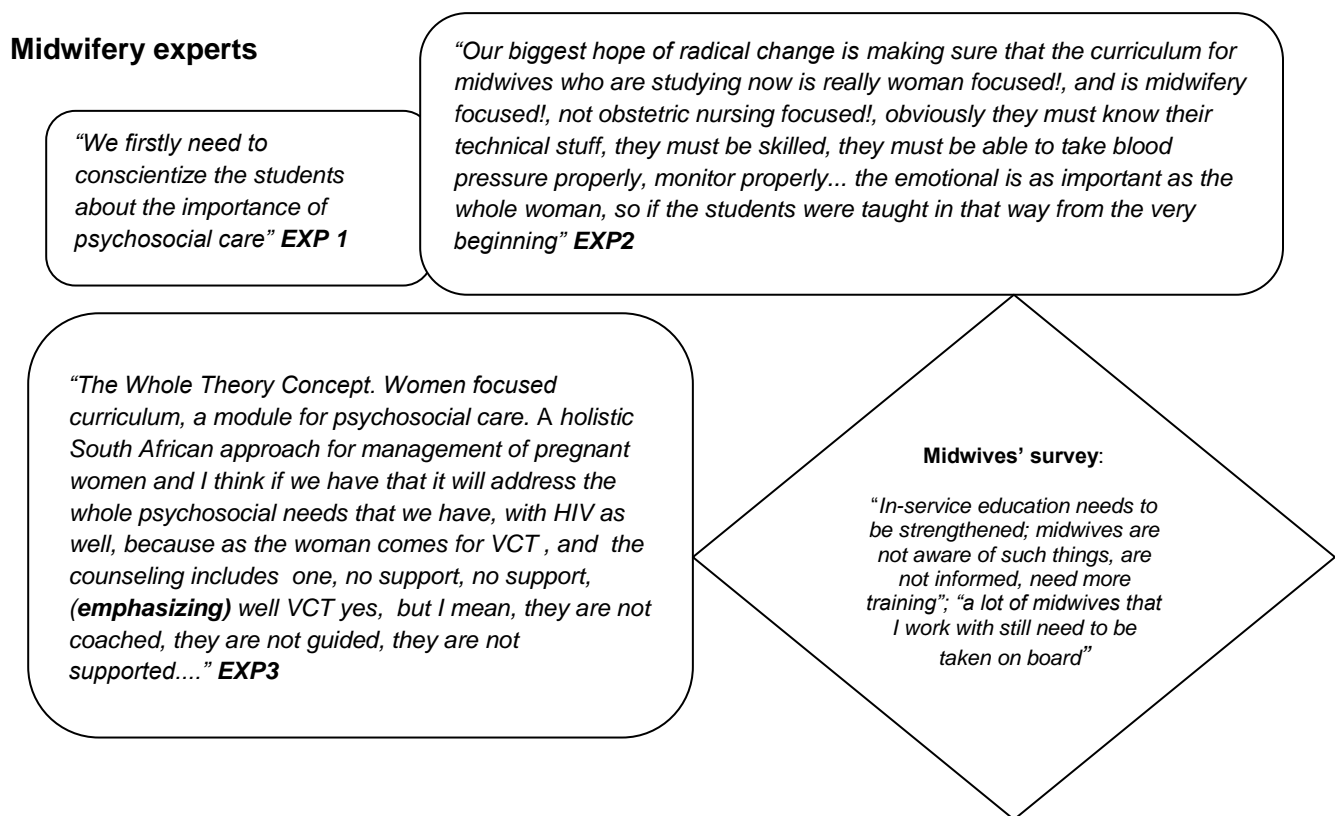 Midwifery experts
“We firstly need to
conscientize the students
about the importance of
psychosocial care” EXP 1
“Our biggest hope of radical change is making sure that the curriculum for
midwives who are studying now is really woman focused!, and is midwifery
focused!, not obstetric nursing focused!, obviously they must know their
technical stuff, they must be skilled, they must be able to take blood
pressure properly, monitor properly... the emotional is as important as the
whole woman, so if the students were taught in that way from the very
beginning” EXP2
“The Whole Theory Concept. Women focused
curriculum, a module for psychosocial care. A holistic
South African approach for management of pregnant
women and I think if we have that it will address the
whole psychosocial needs that we have, with HIV as
well, because as the woman comes for VCT , and the
counseling includes one, no support, no support,
(emphasizing) well VCT yes, but I mean, they are not
coached, they are not guided, they are not
supported....” EXP3
Midwives’ survey:
“In-service education needs to
be strengthened; midwives are
not aware of such things, are
not informed, need more
training”; “a lot of midwives that
I work with still need to be
taken on board”